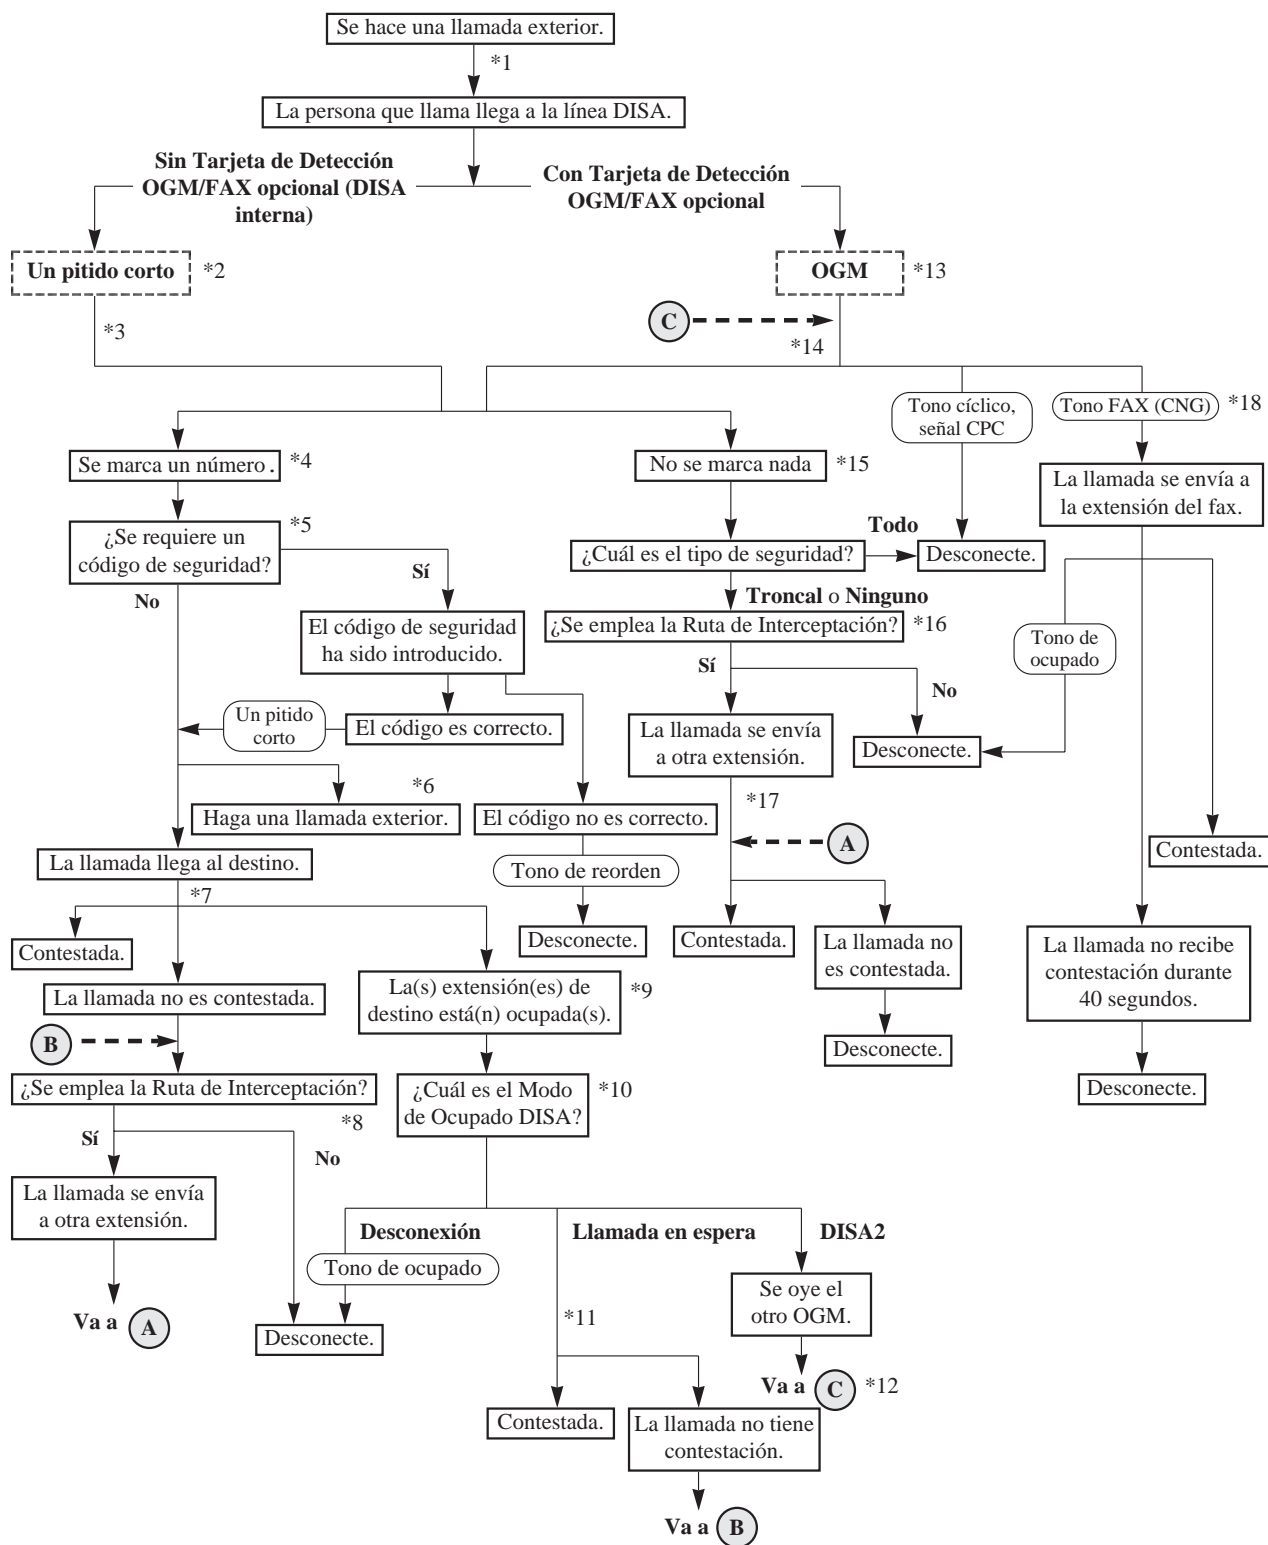 Se hace una llamada exterior.
*1
La persona que llama llega a la línea DISA.
Sin Tarjeta de Detección
OGM/FAX opcional (DISA
interna)
Con Tarjeta de Detección
OGM/FAX opcional
Un pitido corto
*2
OGM
*13
C
*3
*14
Tono cíclico,
señal CPC
Tono FAX (CNG)
*18
Se marca un número.
*4
No se marca nada
*15
La llamada se envía a
la extensión del fax.
*5
¿Se requiere un
código de seguridad?
Todo
¿Cuál es el tipo de seguridad?
Desconecte.
Sí
No
Troncal o Ninguno
El código de seguridad
ha sido introducido.
¿Se emplea la Ruta de Interceptación?
*16
Tono de
ocupado
Sí
No
Un pitido
corto
El código es correcto.
La llamada se envía
a otra extensión.
Desconecte.
*6
*17
Haga una llamada exterior.
El código no es correcto.
A
La llamada llega al destino.
Contestada.
Tono de reorden
*7
Contestada.
Desconecte.
Contestada.
La llamada no
es contestada.
La llamada no recibe
contestación durante
40 segundos.
La llamada no es contestada.
La(s) extensión(es) de
destino está(n) ocupada(s).
*9
B
Desconecte.
¿Se emplea la Ruta de Interceptación?
¿Cuál es el Modo
de Ocupado DISA?
*10
Desconecte.
*8
Sí
No
La llamada se envía
a otra extensión.
Desconexión
Llamada en espera
DISA2
Tono de ocupado
Se oye el
otro OGM.
Va a A
Desconecte.
*11
Va a C *12
Contestada.
La llamada no tiene
contestación.
Va a B